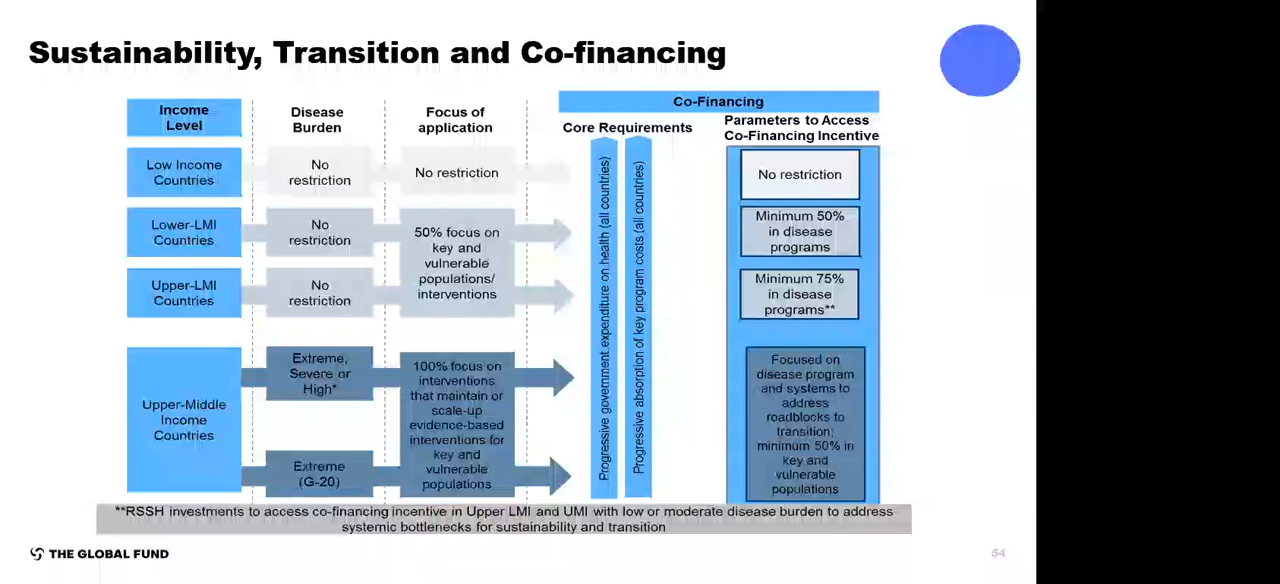 Sustainability, Transition and Co-financing
Income
Level
Disease
Burden
Focus of
application
Co-Financing
Core Requirements
Parameters to Access
Co-Financing Incentive
Low Income
Countries
No
restriction
No restriction
No restriction
Lower-LMI
Countries
No
restriction
50% focus on
key and
vulnerable
populations/
interventions
Minimum 50%
in disease
programs
Upper-LMI
Countries
No
restriction
Minimum 75%
in disease
programs**
Upper-Middle
Income
Countries
Extreme,
Severe or
High*
Extreme
(G-20)
100% focus on
interventions
that maintain or
scale-up
evidence-based
interventions for
key and
vulnerable
populations
Progressive government expenditure on health (all countries)
Progressive absorption of key program costs (all countries)
Focused on
disease program
and systems to
address
roadblocks to
transition;
minimum 50% in
key and
vulnerable
populations
**RSSH investments to access co-financing incentive in Upper LMI and UMI with low or moderate disease burden to address
systemic bottlenecks for sustainability and transition
THE GLOBAL FUND
54